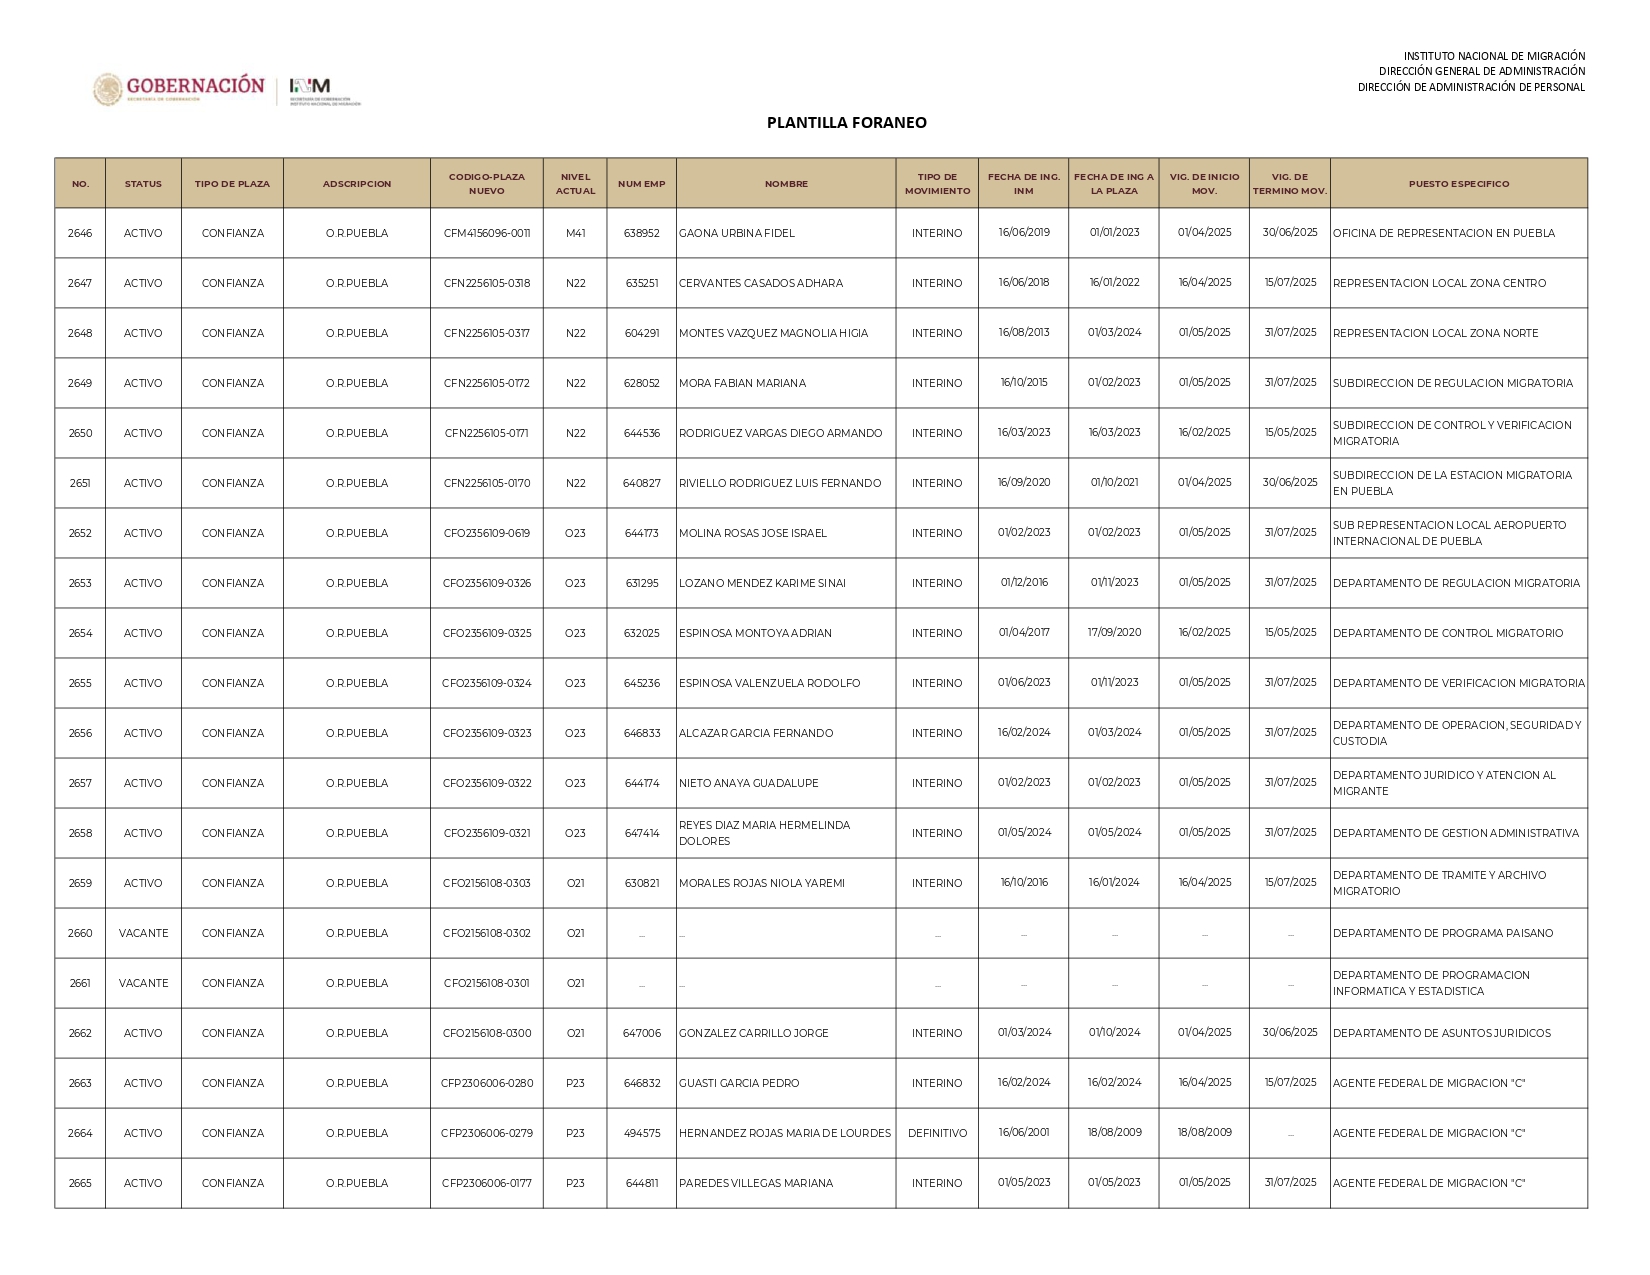 INSTITUTO NACIONAL DE MIGRACIÓN
DIRECCIÓN GENERAL DE ADMINISTRACIÓN
DIRECCIÓN DE ADMINISTRACIÓN DE PERSONAL
GOBERNACIÓN
SECRETARÍA DE GOBERNACIÓN
INM
SECRETARÍA DE GOBERNACIÓN
INSTITUTO NACIONAL DE MIGRACIÓN
PLANTILLA FORANEO
NO. STATUS TIPO DE PLAZA ADSCRIPCION CODIGO-PLAZA NUEVO NIVEL ACTUAL NUM EMP NOMBRE TIPO DE MOVIMIENTO FECHA DE ING. INM FECHA DE ING A LA PLAZA VIG. DE INICIO MOV. VIG. DE TERMINO MOV. PUESTO ESPECIFICO
2646 ACTIVO CONFIANZA O.R.PUEBLA CFM4156096-0011 M41 638952 GAONA URBINA FIDEL INTERINO 16/06/2019 01/01/2023 01/04/2025 30/06/2025 OFICINA DE REPRESENTACION EN PUEBLA
2647 ACTIVO CONFIANZA O.R.PUEBLA CFN2256105-0318 N22 635251 CERVANTES CASADOS ADHARA INTERINO 16/06/2018 16/01/2022 16/04/2025 15/07/2025 REPRESENTACION LOCAL ZONA CENTRO
2648 ACTIVO CONFIANZA O.R.PUEBLA CFN2256105-0317 N22 604291 MONTES VAZQUEZ MAGNOLIA HIGIA INTERINO 16/08/2013 01/03/2024 01/05/2025 31/07/2025 REPRESENTACION LOCAL ZONA NORTE
2649 ACTIVO CONFIANZA O.R.PUEBLA CFN2256105-0172 N22 628052 MORA FABIAN MARIANA INTERINO 16/10/2015 01/02/2023 01/05/2025 31/07/2025 SUBDIRECCION DE REGULACION MIGRATORIA
2650 ACTIVO CONFIANZA O.R.PUEBLA CFN2256105-0171 N22 644536 RODRIGUEZ VARGAS DIEGO ARMANDO INTERINO 16/03/2023 16/03/2023 16/02/2025 15/05/2025 SUBDIRECCION DE CONTROL Y VERIFICACION MIGRATORIA
2651 ACTIVO CONFIANZA O.R.PUEBLA CFN2256105-0170 N22 640827 RIVIELLO RODRIGUEZ LUIS FERNANDO INTERINO 16/09/2020 01/10/2021 01/04/2025 30/06/2025 SUBDIRECCION DE LA ESTACION MIGRATORIA EN PUEBLA
2652 ACTIVO CONFIANZA O.R.PUEBLA CFO2356109-0619 O23 644173 MOLINA ROSAS JOSE ISRAEL INTERINO 01/02/2023 01/02/2023 01/05/2025 31/07/2025 SUB REPRESENTACION LOCAL AEROPUERTO INTERNACIONAL DE PUEBLA
2653 ACTIVO CONFIANZA O.R.PUEBLA CFO2356109-0326 O23 631295 LOZANO MENDEZ KARIME SINAI INTERINO 01/12/2016 01/11/2023 01/05/2025 31/07/2025 DEPARTAMENTO DE REGULACION MIGRATORIA
2654 ACTIVO CONFIANZA O.R.PUEBLA CFO2356109-0325 O23 632025 ESPINOSA MONTOYA ADRIAN INTERINO 01/04/2017 17/09/2020 16/02/2025 15/05/2025 DEPARTAMENTO DE CONTROL MIGRATORIO
2655 ACTIVO CONFIANZA O.R.PUEBLA CFO2356109-0324 O23 645236 ESPINOSA VALENZUELA RODOLFO INTERINO 01/06/2023 01/11/2023 01/05/2025 31/07/2025 DEPARTAMENTO DE VERIFICACION MIGRATORIA
2656 ACTIVO CONFIANZA O.R.PUEBLA CFO2356109-0323 O23 646833 ALCAZAR GARCIA FERNANDO INTERINO 16/02/2024 01/03/2024 01/05/2025 31/07/2025 DEPARTAMENTO DE OPERACION, SEGURIDAD Y CUSTODIA
2657 ACTIVO CONFIANZA O.R.PUEBLA CFO2356109-0322 O23 644174 NIETO ANAYA GUADALUPE INTERINO 01/02/2023 01/02/2023 01/05/2025 31/07/2025 DEPARTAMENTO JURIDICO Y ATENCION AL MIGRANTE
2658 ACTIVO CONFIANZA O.R.PUEBLA CFO2356109-0321 O23 647414 REYES DIAZ MARIA HERMELINDA DOLORES INTERINO 01/05/2024 01/05/2024 01/05/2025 31/07/2025 DEPARTAMENTO DE GESTION ADMINISTRATIVA
2659 ACTIVO CONFIANZA O.R.PUEBLA CFO2156108-0303 O21 630821 MORALES ROJAS NIOLA YAREMI INTERINO 16/10/2016 16/01/2024 16/04/2025 15/07/2025 DEPARTAMENTO DE TRAMITE Y ARCHIVO MIGRATORIO
2660 VACANTE CONFIANZA O.R.PUEBLA CFO2156108-0302 O21 ... ... ... ... ... ... ... DEPARTAMENTO DE PROGRAMA PAISANO
2661 VACANTE CONFIANZA O.R.PUEBLA CFO2156108-0301 O21 ... ... ... ... ... ... ... DEPARTAMENTO DE PROGRAMACION INFORMATICA Y ESTADISTICA
2662 ACTIVO CONFIANZA O.R.PUEBLA CFO2156108-0300 O21 647006 GONZALEZ CARRILLO JORGE INTERINO 01/03/2024 01/10/2024 01/04/2025 30/06/2025 DEPARTAMENTO DE ASUNTOS JURIDICOS
2663 ACTIVO CONFIANZA O.R.PUEBLA CFP2306006-0280 P23 646832 GUASTI GARCIA PEDRO INTERINO 16/02/2024 16/02/2024 16/04/2025 15/07/2025 AGENTE FEDERAL DE MIGRACION "C"
2664 ACTIVO CONFIANZA O.R.PUEBLA CFP2306006-0279 P23 494575 HERNANDEZ ROJAS MARIA DE LOURDES DEFINITIVO 16/06/2001 18/08/2009 18/08/2009 ... AGENTE FEDERAL DE MIGRACION "C"
2665 ACTIVO CONFIANZA O.R.PUEBLA CFP2306006-0177 P23 644811 PAREDES VILLEGAS MARIANA INTERINO 01/05/2023 01/05/2023 01/05/2025 31/07/2025 AGENTE FEDERAL DE MIGRACION "C"